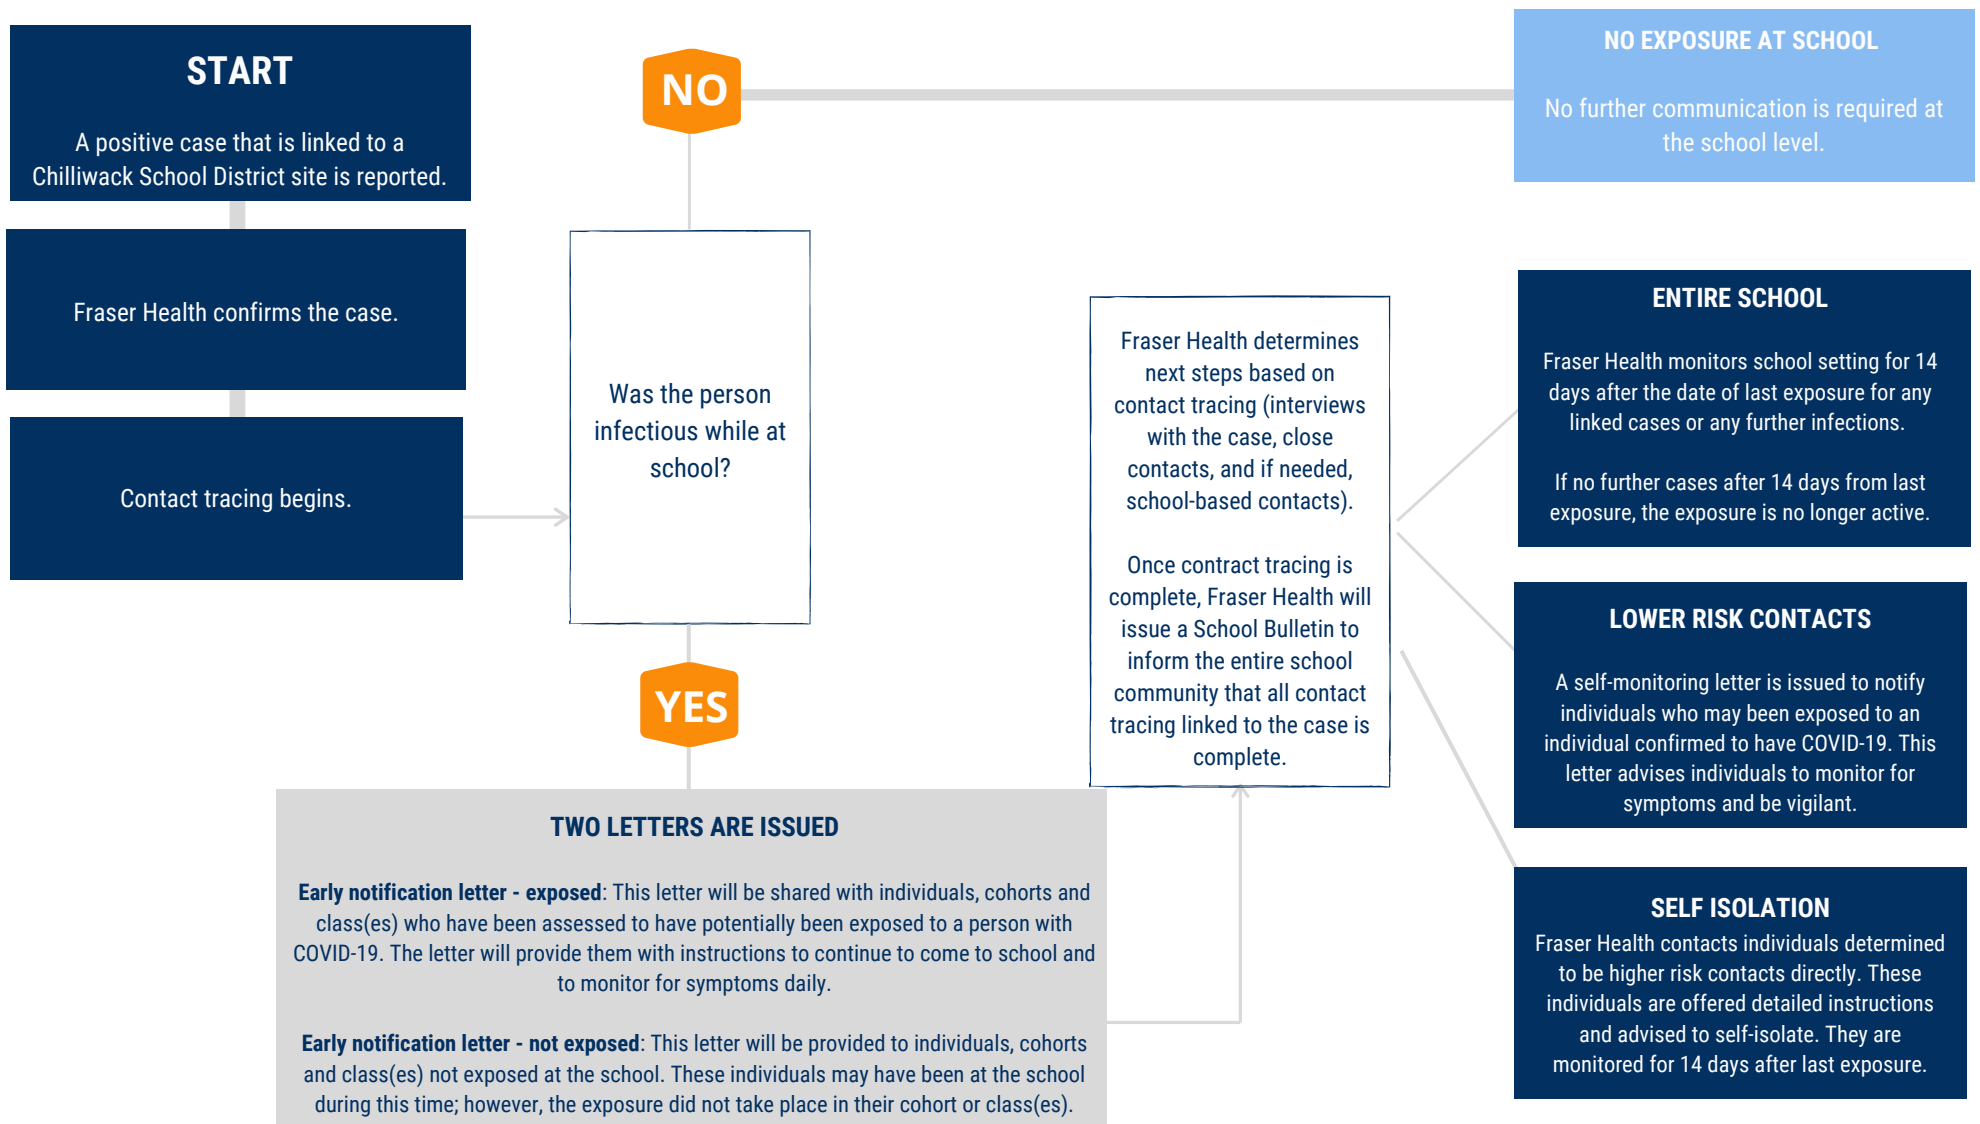 START
A positive case that is linked to a
Chilliwack School District site is reported.
Fraser Health confirms the case.
Contact tracing begins.
Was the person
infectious while at
school?
NO
NO EXPOSURE AT SCHOOL
No further communication is required at
the school level.
YES
TWO LETTERS ARE ISSUED
Early notification letter - exposed: This letter will be shared with individuals, cohorts and
class(es) who have been assessed to have potentially been exposed to a person with
COVID-19. The letter will provide them with instructions to continue to come to school and
to monitor for symptoms daily.
Early notification letter - not exposed: This letter will be provided to individuals, cohorts
and class(es) not exposed at the school. These individuals may have been at the school
during this time; however, the exposure did not take place in their cohort or class(es).
Fraser Health determines
next steps based on
contact tracing (interviews
with the case, close
contacts, and if needed,
school-based contacts).
Once contract tracing is
complete, Fraser Health will
issue a School Bulletin to
inform the entire school
community that all contact
tracing linked to the case is
complete.
ENTIRE SCHOOL
Fraser Health monitors school setting for 14
days after the date of last exposure for any
linked cases or any further infections.
If no further cases after 14 days from last
exposure, the exposure is no longer active.
LOWER RISK CONTACTS
A self-monitoring letter is issued to notify
individuals who may been exposed to an
individual confirmed to have COVID-19. This
letter advises individuals to monitor for
symptoms and be vigilant.
SELF ISOLATION
Fraser Health contacts individuals determined
to be higher risk contacts directly. These
individuals are offered detailed instructions
and advised to self-isolate. They are
monitored for 14 days after last exposure.